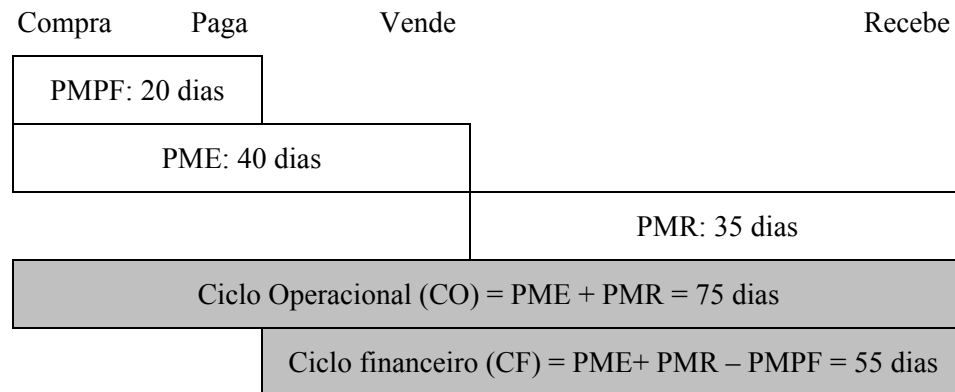 Compra Paga Vende Recebe
PMPF: 20 dias
PME: 40 dias
PMR: 35 dias
Ciclo Operacional (CO) = PME + PMR = 75 dias
Ciclo financeiro (CF) = PME+ PMR – PMPF = 55 dias